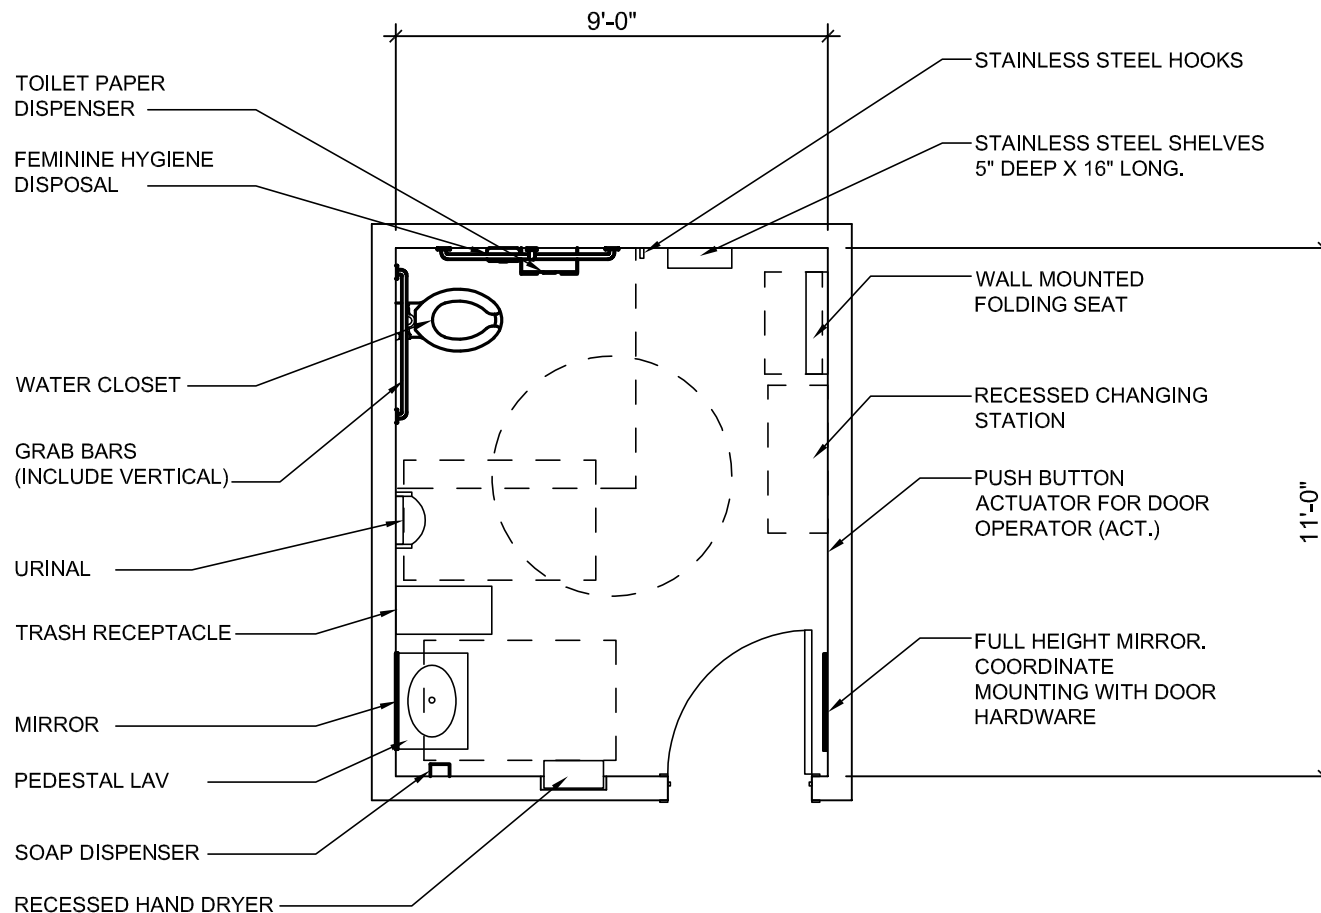 9'-0"
TOILET PAPER
DISPENSER
FEMININE HYGIENE
DISPOSAL
WATER CLOSET
GRAB BARS
(INCLUDE VERTICAL)
URINAL
TRASH RECEPTACLE
MIRROR
PEDESTAL LAV
SOAP DISPENSER
RECESSED HAND DRYER
STAINLESS STEEL HOOKS
STAINLESS STEEL SHELVES
5" DEEP X 16" LONG.
WALL MOUNTED
FOLDING SEAT
RECESSED CHANGING
STATION
PUSH BUTTON
ACTUATOR FOR DOOR
OPERATOR (ACT.)
FULL HEIGHT MIRROR.
COORDINATE
MOUNTING WITH DOOR
HARDWARE
11'-0"